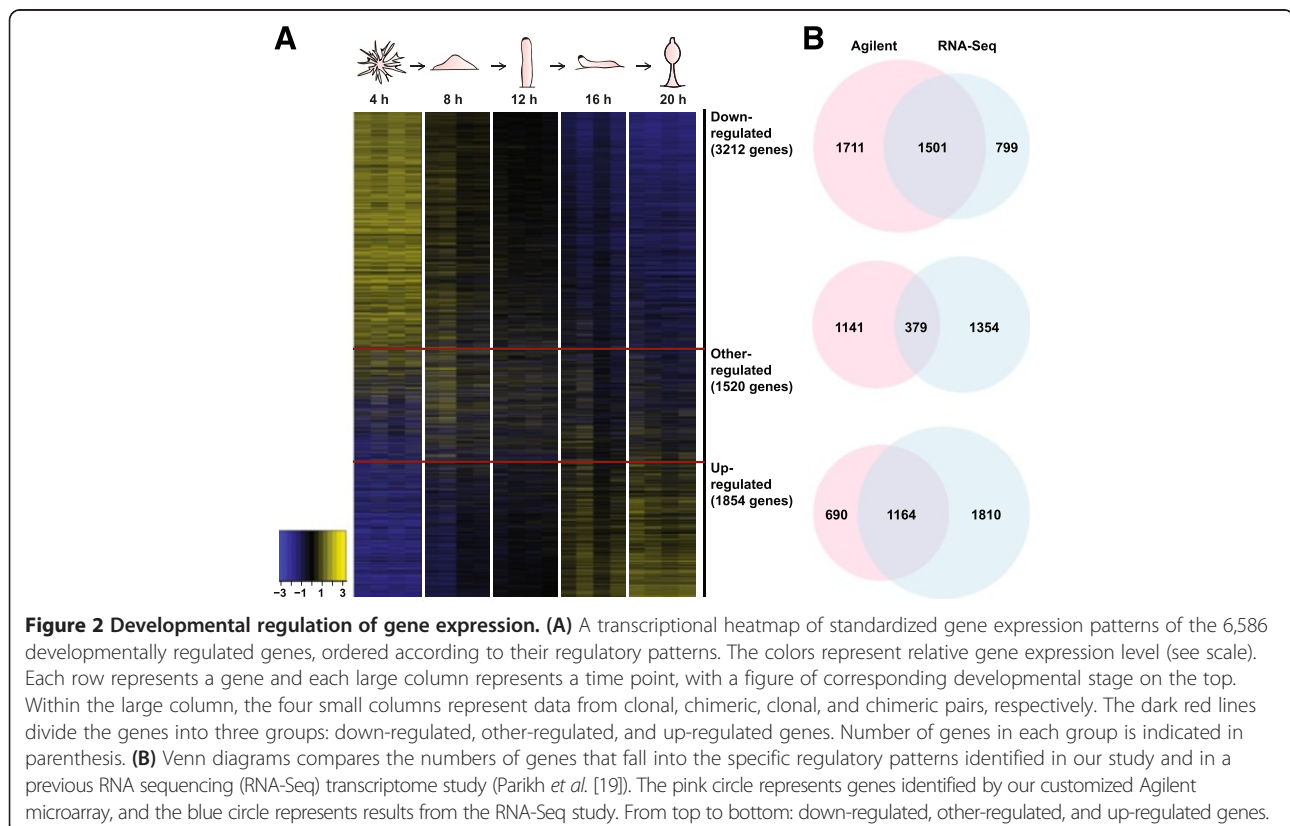 A
B
Agilent RNA-Seq
4 h 8 h 12 h 16 h 20 h
Down-
regulated
(3212 genes)
1711 1501 799
Other-
regulated
(1520 genes)
1141 379 1354
Up-
regulated
(1854 genes)
690 1164 1810
−3 −1 1 3
Figure 2 Developmental regulation of gene expression. (A) A transcriptional heatmap of standardized gene expression patterns of the 6,586
developmentally regulated genes, ordered according to their regulatory patterns. The colors represent relative gene expression level (see scale).
Each row represents a gene and each large column represents a time point, with a figure of corresponding developmental stage on the top.
Within the large column, the four small columns represent data from clonal, chimeric, clonal, and chimeric pairs, respectively. The dark red lines
divide the genes into three groups: down-regulated, other-regulated, and up-regulated genes. Number of genes in each group is indicated in
parenthesis. (B) Venn diagrams compares the numbers of genes that fall into the specific regulatory patterns identified in our study and in a
previous RNA sequencing (RNA-Seq) transcriptome study (Parikh et al. [19]). The pink circle represents genes identified by our customized Agilent
microarray, and the blue circle represents results from the RNA-Seq study. From top to bottom: down-regulated, other-regulated, and up-regulated genes.